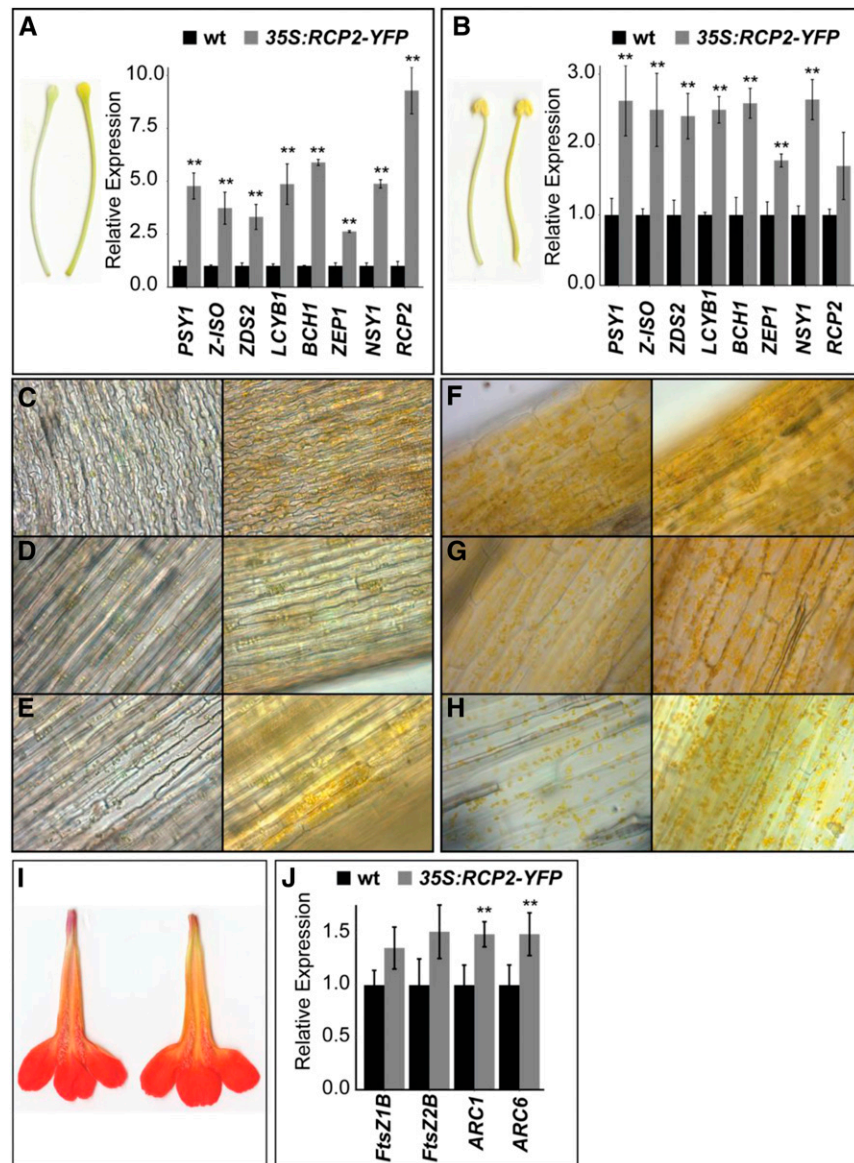 A
wt 35S:RCP2-YFP
Relative Expression
10.0
7.5
5.0
2.5
0.0
** ** ** ** ** ** ** **
PSY1 Z-ISO ZDS2 LCYB1 BCH1 ZEP1 NSY1 RCP2
B
wt 35S:RCP2-YFP
Relative Expression
3.0
2.0
1.0
0.0
** ** ** ** ** ** **
PSY1 Z-ISO ZDS2 LCYB1 BCH1 ZEP1 NSY1 RCP2
C
F
D
G
E
H
I
J
wt 35S:RCP2-YFP
Relative Expression
1.5
1.0
0.5
0.0
** **
FtsZ1B FtsZ2B ARC1 ARC6